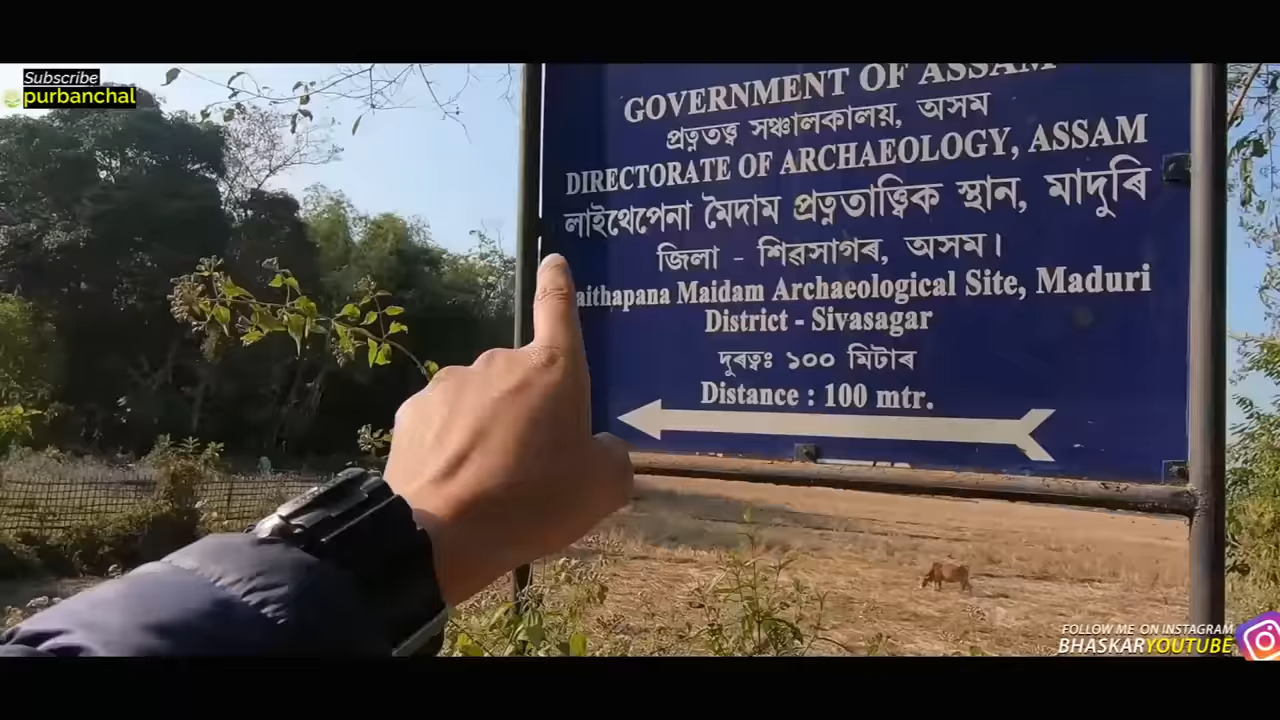 Subscribe
purbanchal
GOVERNMENT OF ASSAM
প্ৰত্নতত্ত্ব সঞ্চালকালয়, অসম
DIRECTORATE OF ARCHAEOLOGY, ASSAM
লাইথেপেনা মৈদাম প্ৰত্নতাত্ত্বিক স্থান, মাদুৰি
জিলা - শিৱসাগৰ, অসম।
aithapana Maidam Archaeological Site, Maduri
District - Sivasagar
দুৰত্বঃ ১০০ মিটাৰ
Distance : 100 mtr.
FOLLOW ME ON INSTAGRAM
BHASKARYOUTUBE